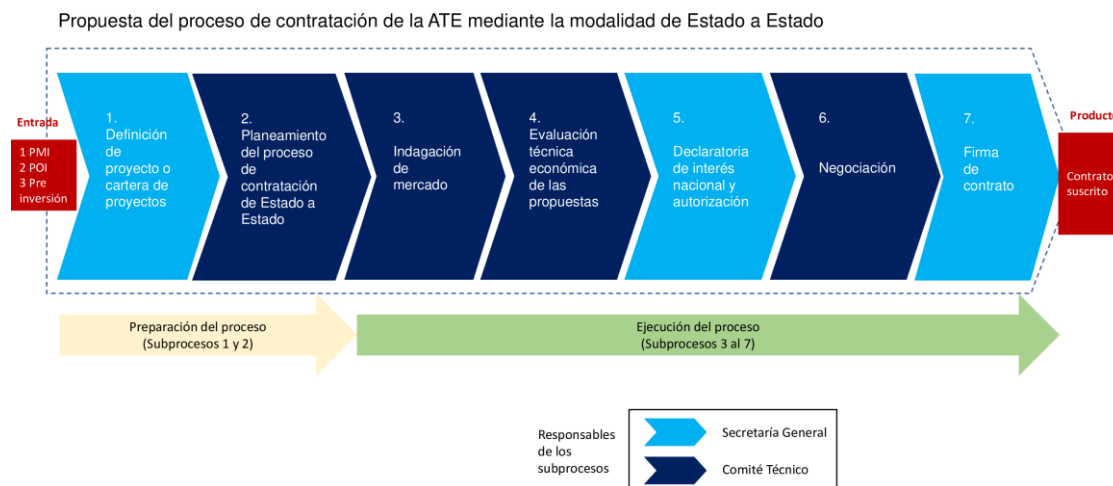 Propuesta del proceso de contratación de la ATE mediante la modalidad de Estado a Estado
Entrada
1 PMI
2 POI
3 Pre
inversión
1.
Definición
de
proyecto o
cartera de
proyectos
2.
Planeamiento
del proceso
de
contratación
de Estado a
Estado
3.
Indagación
de
mercado
4.
Evaluación
técnica
económica
de las
propuestas
5.
Declaratoria
de interés
nacional y
autorización
6.
Negociación
7.
Firma
de
contrato
Producto
Contrato
suscrito
Preparación del proceso
(Subprocesos 1 y 2)
Ejecución del proceso
(Subprocesos 3 al 7)
Responsables
de los
subprocesos
Secretaría General
Comité Técnico